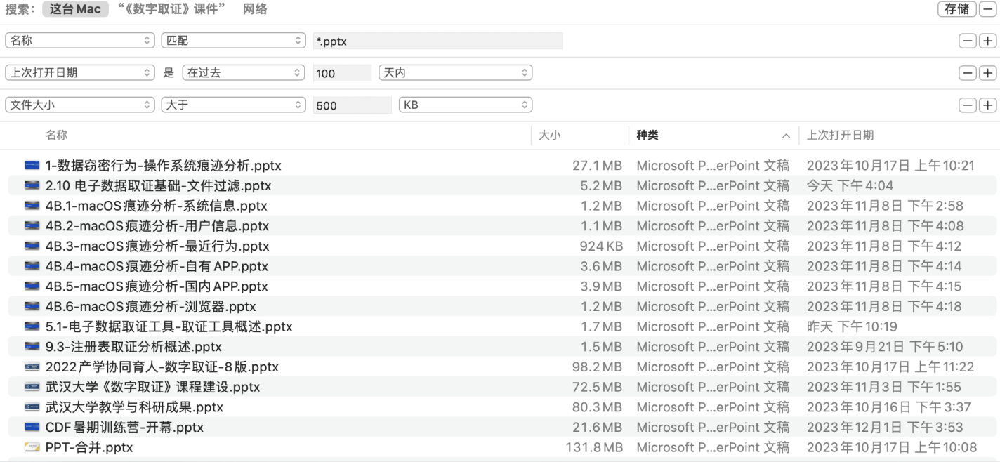 搜索： 这台 Mac “《数字取证》课件” 网络 存储
名称 匹配 *.pptx
上次打开日期 是 在过去 100 天内
文件大小 大于 500 KB
名称 大小 种类 上次打开日期
1-数据窃密行为-操作系统痕迹分析.pptx 27.1 MB Microsoft P...erPoint 文稿 2023年10月17日 上午10:21
2.10 电子数据取证基础-文件过滤.pptx 5.2 MB Microsoft P...erPoint 文稿 今天 下午4:04
4B.1-macOS痕迹分析-系统信息.pptx 1.2 MB Microsoft P...erPoint 文稿 2023年11月8日 下午2:58
4B.2-macOS痕迹分析-用户信息.pptx 1.1 MB Microsoft P...erPoint 文稿 2023年11月8日 下午4:08
4B.3-macOS痕迹分析-最近行为.pptx 924 KB Microsoft P...erPoint 文稿 2023年11月8日 下午4:12
4B.4-macOS痕迹分析-自有APP.pptx 3.6 MB Microsoft P...erPoint 文稿 2023年11月8日 下午4:14
4B.5-macOS痕迹分析-国内APP.pptx 3.9 MB Microsoft P...erPoint 文稿 2023年11月8日 下午4:15
4B.6-macOS痕迹分析-浏览器.pptx 1.2 MB Microsoft P...erPoint 文稿 2023年11月8日 下午4:18
5.1-电子数据取证工具-取证工具概述.pptx 1.7 MB Microsoft P...erPoint 文稿 昨天 下午10:19
9.3-注册表取证分析概述.pptx 1.5 MB Microsoft P...erPoint 文稿 2023年9月21日 下午5:10
2022产学协同育人-数字取证-8版.pptx 98.2 MB Microsoft P...erPoint 文稿 2023年10月17日 上午11:22
武汉大学《数字取证》课程建设.pptx 72.5 MB Microsoft P...erPoint 文稿 2023年11月3日 下午1:55
武汉大学教学与科研成果.pptx 80.3 MB Microsoft P...erPoint 文稿 2023年10月16日 下午3:37
CDF暑期训练营-开幕.pptx 21.6 MB Microsoft P...erPoint 文稿 2023年12月1日 下午3:53
PPT-合并.pptx 131.8 MB Microsoft P...erPoint 文稿 2023年10月17日 上午10:08